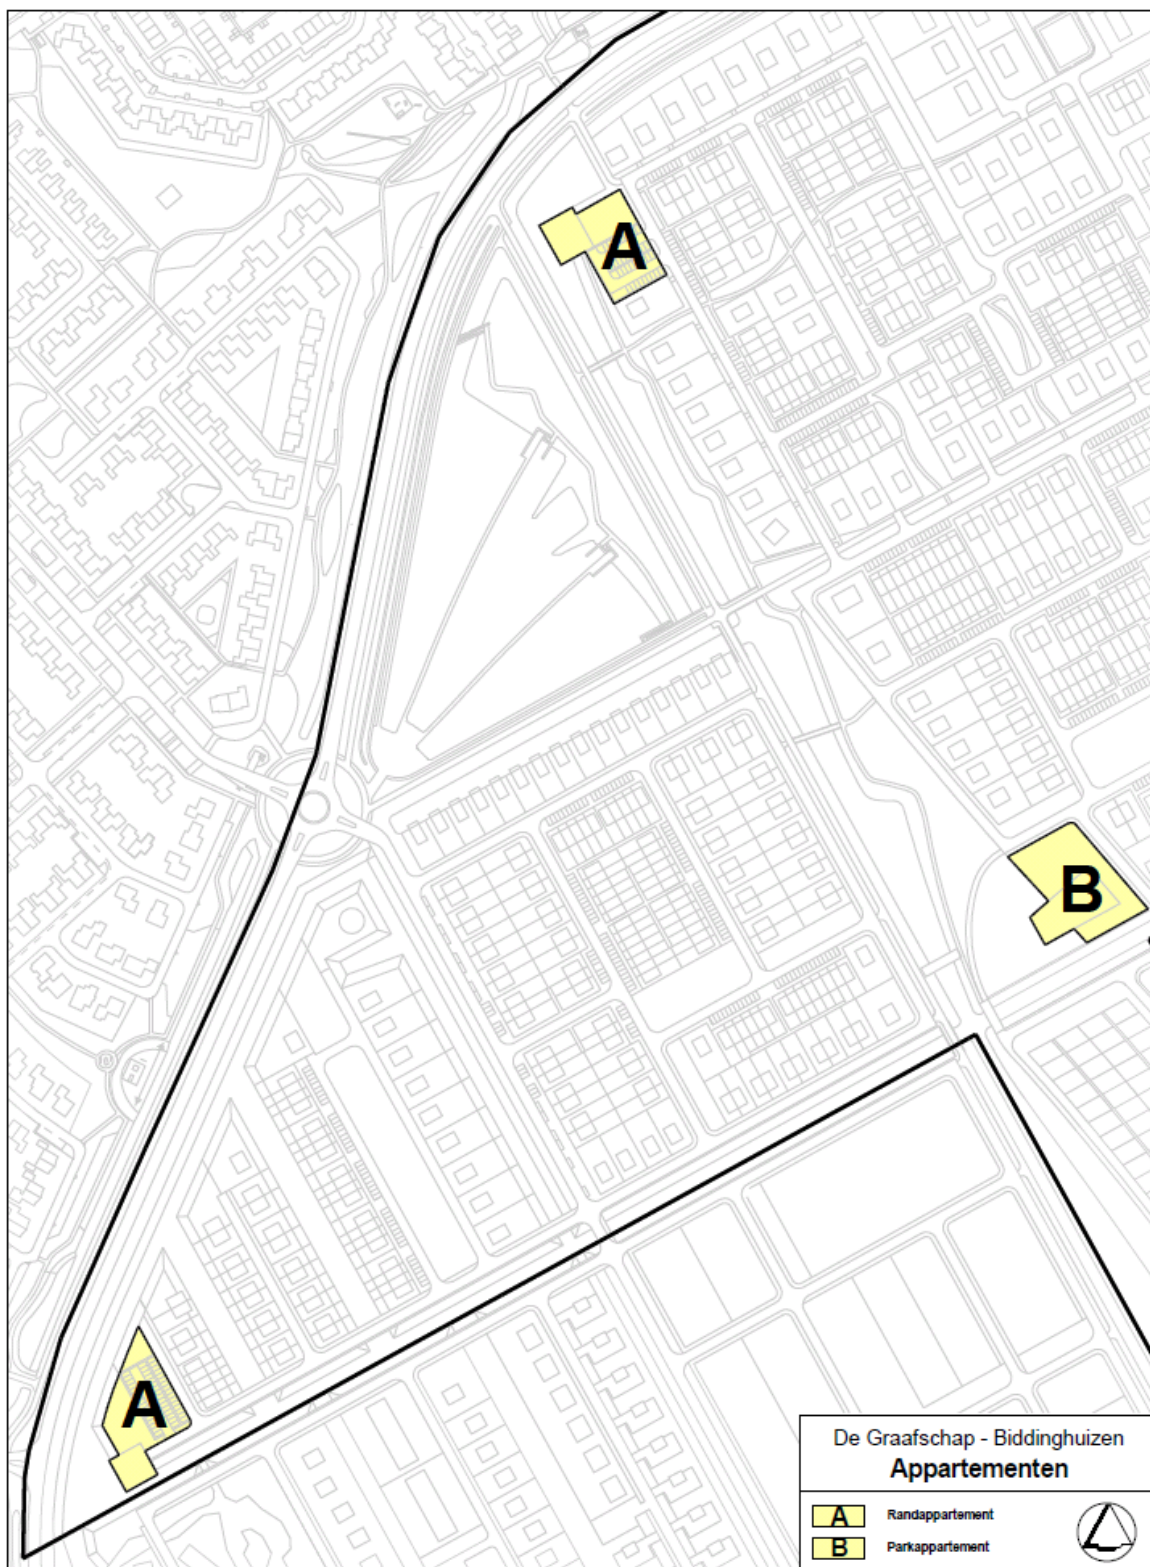 A
B
A
De Graafschap - Biddinghuizen
Appartementen
A Randappartement
B Parkappartement